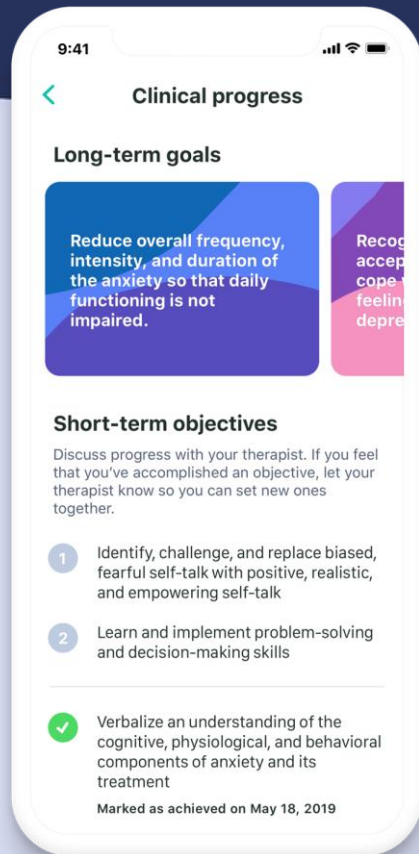 9:41
Clinical progress
Long-term goals
Reduce overall frequency,
intensity, and duration of
the anxiety so that daily
functioning is not
impaired.
Short-term objectives
Discuss progress with your therapist. If you feel
that you've accomplished an objective, let your
therapist know so you can set new ones
together.
1
Identify, challenge, and replace biased,
fearful self-talk with positive, realistic,
and empowering self-talk
2
Learn and implement problem-solving
and decision-making skills
Verbalize an understanding of the
cognitive, physiological, and behavioral
components of anxiety and its
treatment
Marked as achieved on May 18, 2019